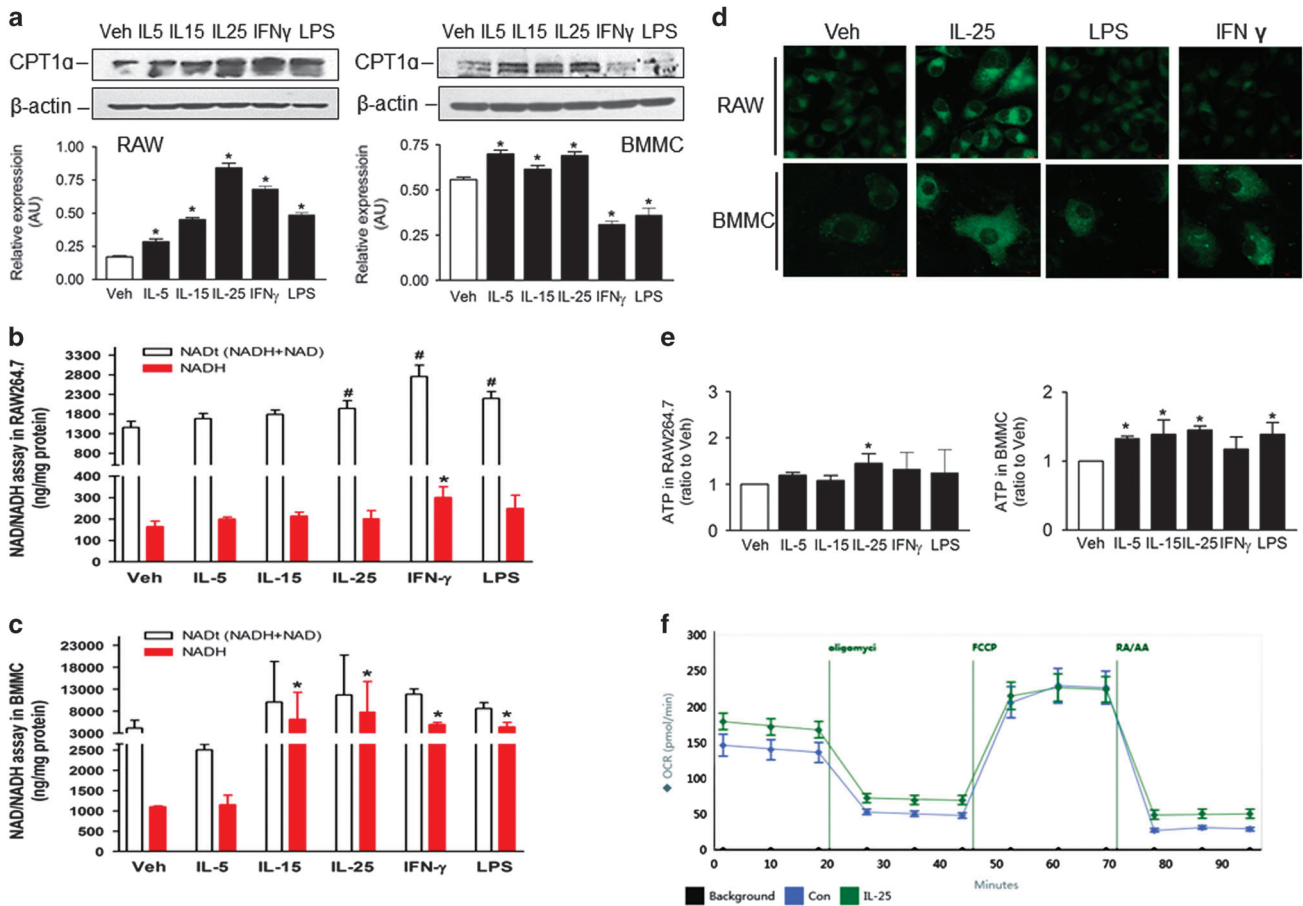 a
Veh IL5 IL15 IL25 IFNγ LPS
CPT1α
β-actin
RAW
Relative expressioin
(AU)
1.00
0.75
0.50
0.25
0.00
* * * * *
Veh IL-5 IL-15 IL-25 IFNγ LPS
Veh IL5 IL15 IL25 IFNγ LPS
CPT1α
β-actin
BMMC
Relative expression
(AU)
0.75
0.50
0.25
0.00
* * * * *
Veh IL-5 IL-15 IL-25 IFNγ LPS
b
NADt (NADH+NAD)
NADH
NAD/NADH assay in RAW264.7
(ng/mg protein)
3300
2800
2300
1800
1300
800
400
300
200
100
0
# # #
*
Veh IL-5 IL-15 IL-25 IFN-γ LPS
c
NADt (NADH+NAD)
NADH
NAD/NADH assay in BMMC
(ng/mg protein)
23000
18000
13000
8000
3000
2500
2000
1500
1000
500
0
* * * *
Veh IL-5 IL-15 IL-25 IFN-γ LPS
d
Veh IL-25 LPS IFN γ
RAW
BMMC
e
ATP in RAW264.7
(ratio to Veh)
3
2
1
0
*
Veh IL-5 IL-15 IL-25 IFNγ LPS
ATP in BMMC
(ratio to Veh)
2
1
0
* * * *
Veh IL-5 IL-15 IL-25 IFNγ LPS
f
OCR (pmol/min)
300
250
200
150
100
50
0
oligomyci FCCP RA/AA
0 10 20 30 40 50 60 70 80 90
Minutes
Background Con IL-25